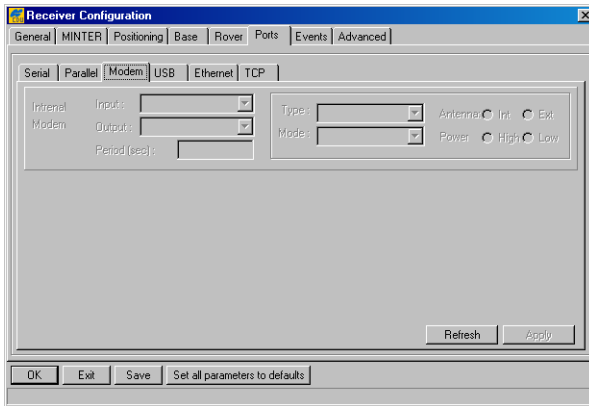 Receiver Configuration
General MINTER Positioning Base Rover Ports Events Advanced
Serial Parallel Modem USB Ethernet TCP
Intrenal Input : Type : Antenna: Int Ext
Modem Output : Mode : Power High Low
Period (sec) :
Refresh Apply
OK Exit Save Set all parameters to defaults